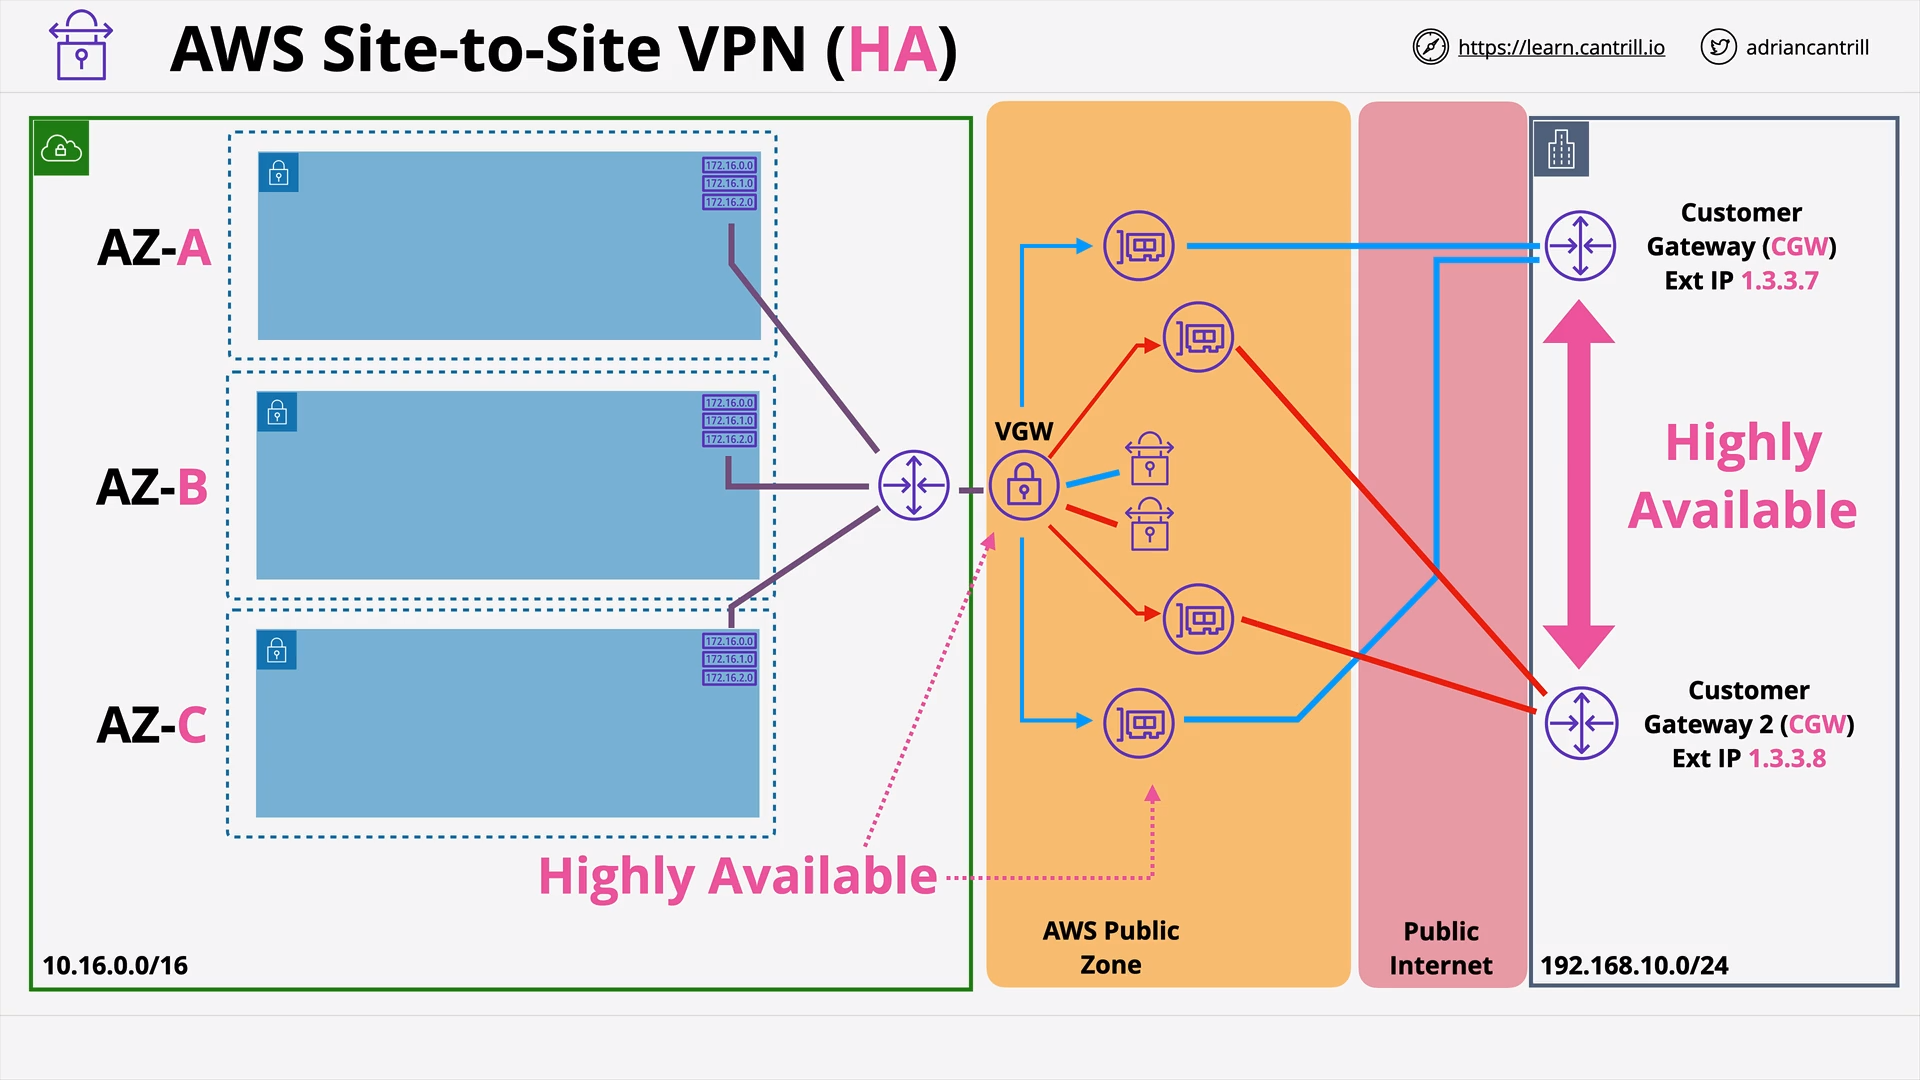 AWS Site-to-Site VPN (HA)
https://learn.cantrill.io
adriancantrill
AZ-A
172.16.0.0
172.16.1.0
172.16.2.0
AZ-B
172.16.0.0
172.16.1.0
172.16.2.0
AZ-C
172.16.0.0
172.16.1.0
172.16.2.0
VGW
Customer
Gateway (CGW)
Ext IP 1.3.3.7
Highly
Available
Customer
Gateway 2 (CGW)
Ext IP 1.3.3.8
Highly Available
10.16.0.0/16
AWS Public
Zone
Public
Internet
192.168.10.0/24